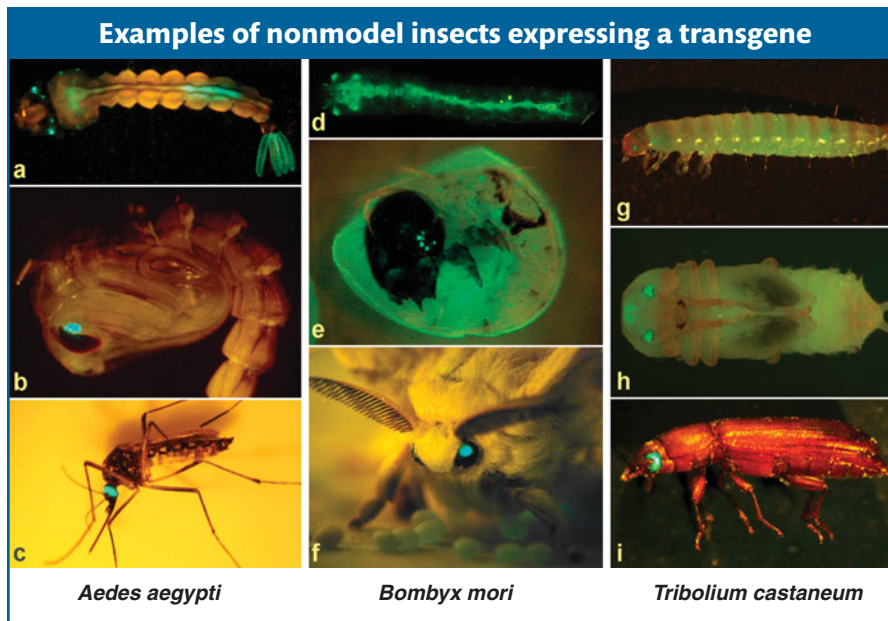 Examples of nonmodel insects expressing a transgene
a
b
c
d
e
f
g
h
i
Aedes aegypti
Bombyx mori
Tribolium castaneum